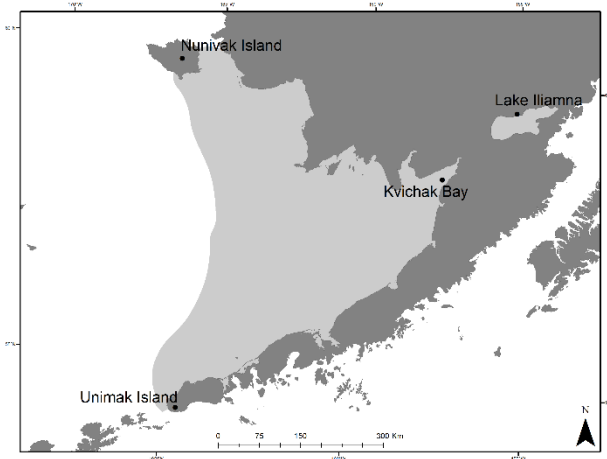 Nunivak Island
Lake Iliamna
Kvichak Bay
Unimak Island
N
0 75 150 300 Km